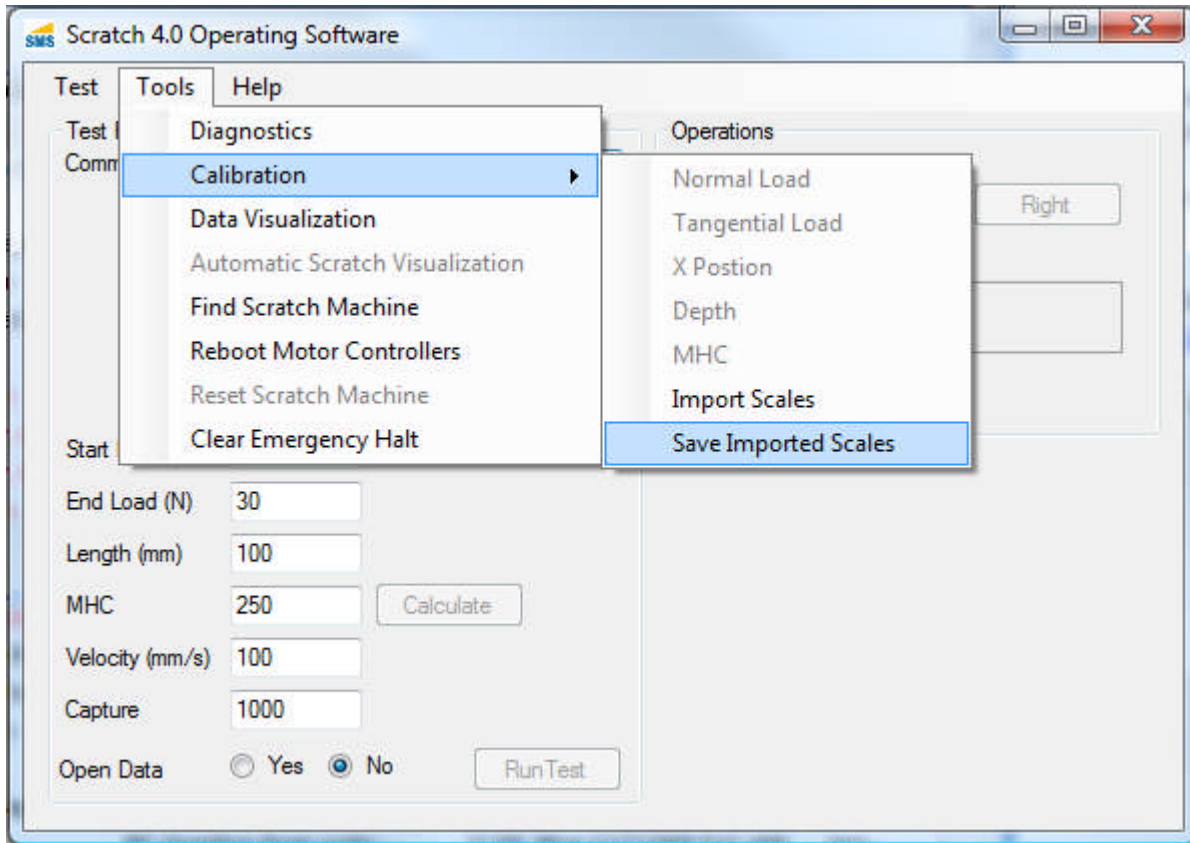 SMS Scratch 4.0 Operating Software
Test Tools Help
Test
Comm
Diagnostics
Calibration
Data Visualization
Automatic Scratch Visualization
Find Scratch Machine
Reboot Motor Controllers
Reset Scratch Machine
Clear Emergency Halt
Operations
Normal Load
Tangential Load
X Postion
Depth
MHC
Import Scales
Save Imported Scales
Right
Start
End Load (N) 30
Length (mm) 100
MHC 250 Calculate
Velocity (mm/s) 100
Capture 1000
Open Data Yes No RunTest